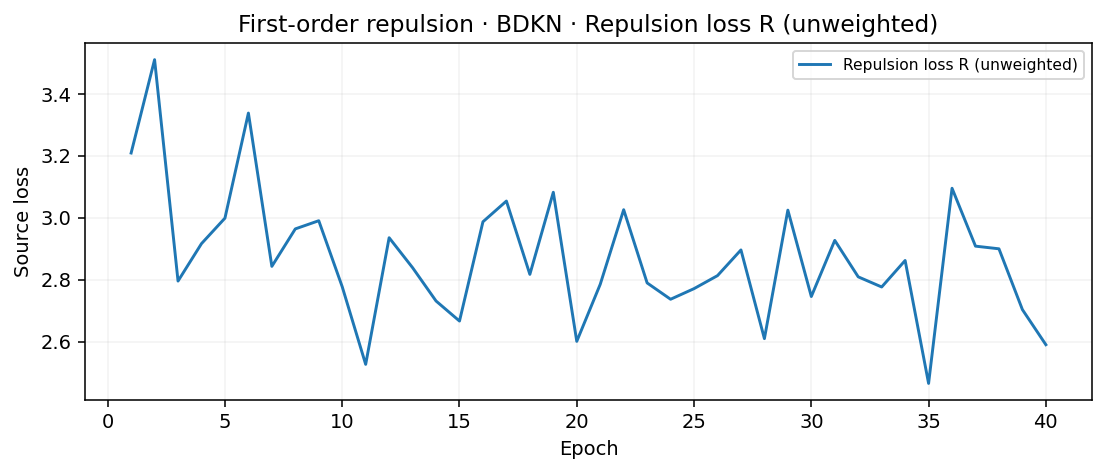 First-order repulsion · BDKN · Repulsion loss R (unweighted)
Repulsion loss R (unweighted)
Source loss
3.4
3.2
3.0
2.8
2.6
0 5 10 15 20 25 30 35 40
Epoch